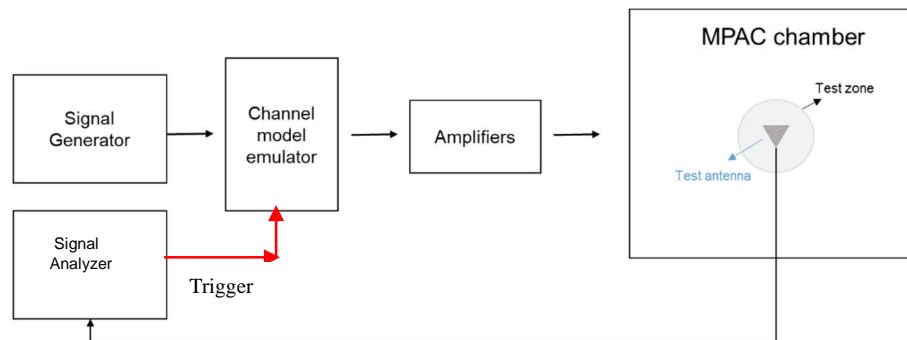 MPAC chamber
Test zone
Signal
Generator
Channel
model
emulator
Amplifiers
Test antenna
Signal
Analyzer
Trigger